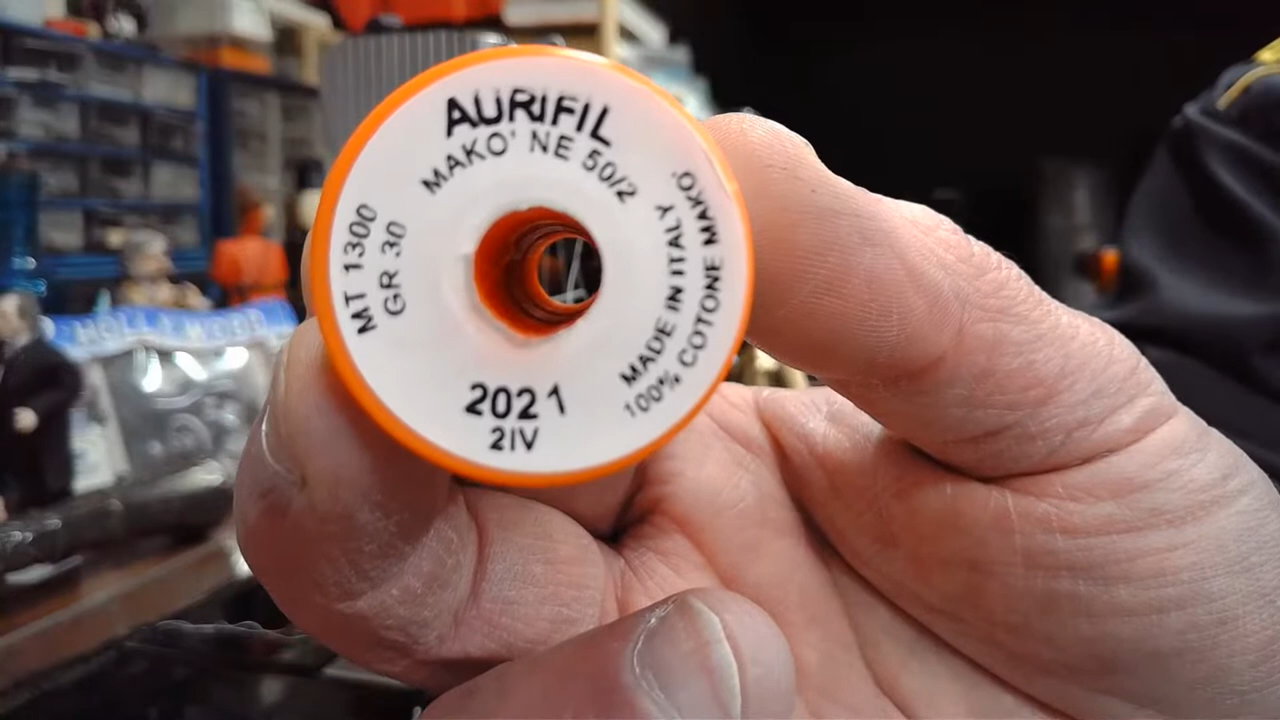 AURIFIL
MAKO' NE 50/2
MT 1300
GR 30
MADE IN ITALY
100% COTONE MAKO'
2021
2IV
HOLLYWOOD